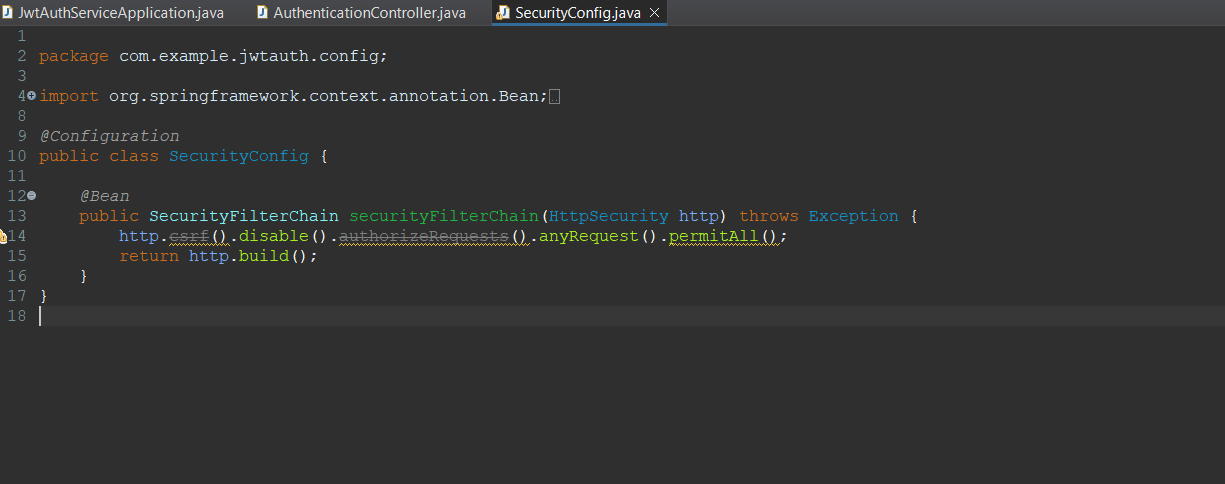 JwtAuthServiceApplication.java AuthenticationController.java SecurityConfig.java
1
2 package com.example.jwtauth.config;
3
4 import org.springframework.context.annotation.Bean;
8
9 @Configuration
10 public class SecurityConfig {
11
12 @Bean
13 public SecurityFilterChain securityFilterChain(HttpSecurity http) throws Exception {
14 http.csrf().disable().authorizeRequests().anyRequest().permitAll();
15 return http.build();
16 }
17 }
18